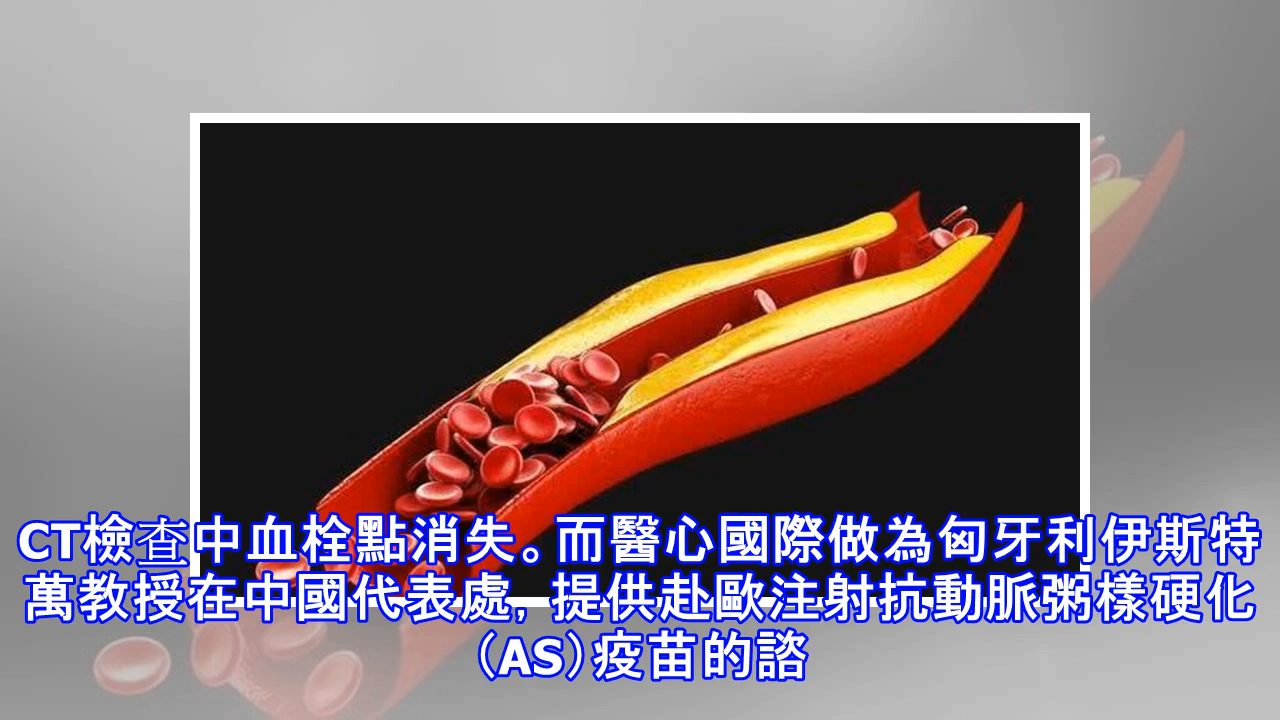 CT檢查中血栓點消失。而醫心國際做為匈牙利伊斯特
萬教授在中國代表處,提供赴歐注射抗動脈粥樣硬化
(AS)疫苗的諮